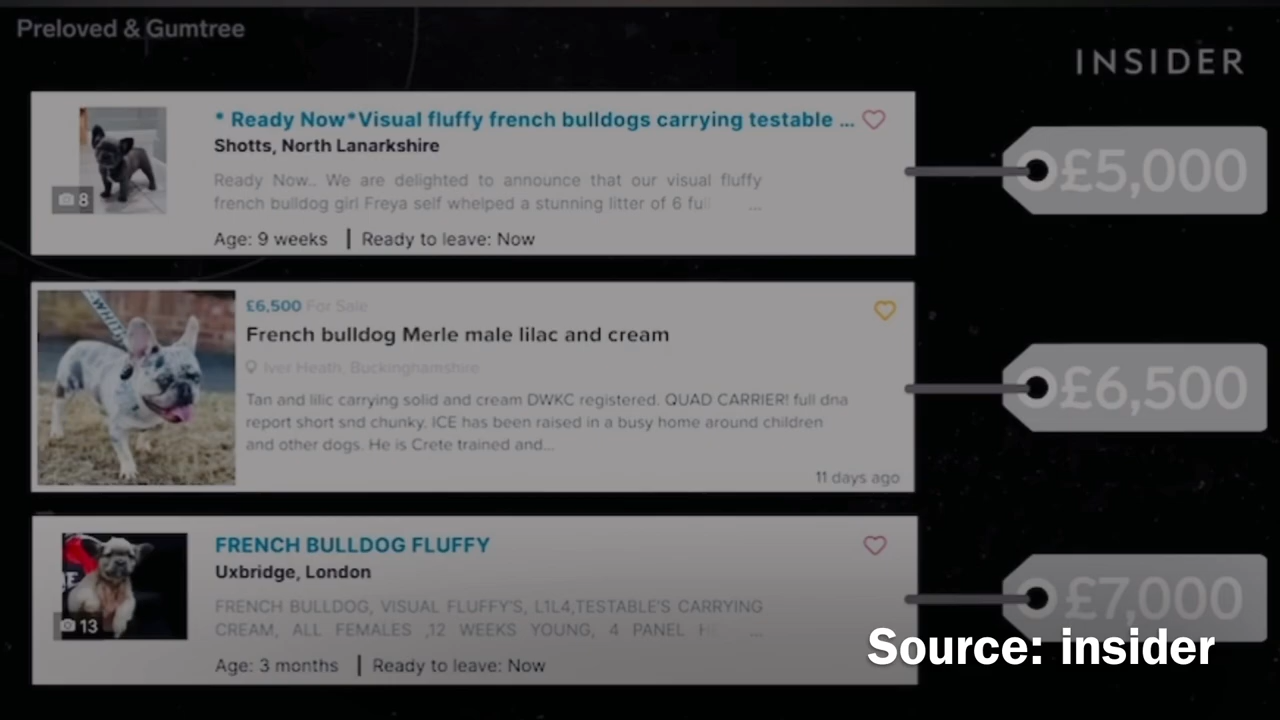 Preloved & Gumtree
INSIDER
* Ready Now*Visual fluffy french bulldogs carrying testable ...
Shotts, North Lanarkshire
Ready Now.. We are delighted to announce that our visual fluffy
french bulldog girl Freya self whelped a stunning litter of 6 full ...
8
Age: 9 weeks | Ready to leave: Now
£5,000
£6,500 For Sale
French bulldog Merle male lilac and cream
Iver Heath, Buckinghamshire
Tan and lilic carrying solid and cream DWKC registered. QUAD CARRIER! full dna
report short snd chunky. ICE has been raised in a busy home around children
and other dogs. He is Crete trained and...
11 days ago
£6,500
FRENCH BULLDOG FLUFFY
Uxbridge, London
FRENCH BULLDOG, VISUAL FLUFFY'S, L1L4,TESTABLE'S CARRYING
CREAM, ALL FEMALES ,12 WEEKS YOUNG, 4 PANEL ...
13
Age: 3 months | Ready to leave: Now
£7,000
Source: insider